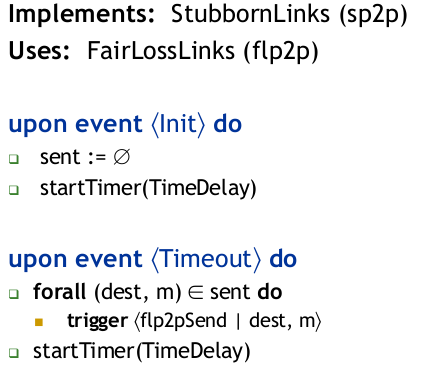 Implements: StubbornLinks (sp2p)
Uses: FairLossLinks (flp2p)
upon event ⟨Init⟩ do
sent := ∅
startTimer(TimeDelay)
upon event ⟨Timeout⟩ do
forall (dest, m) ∈ sent do
trigger ⟨flp2pSend | dest, m⟩
startTimer(TimeDelay)